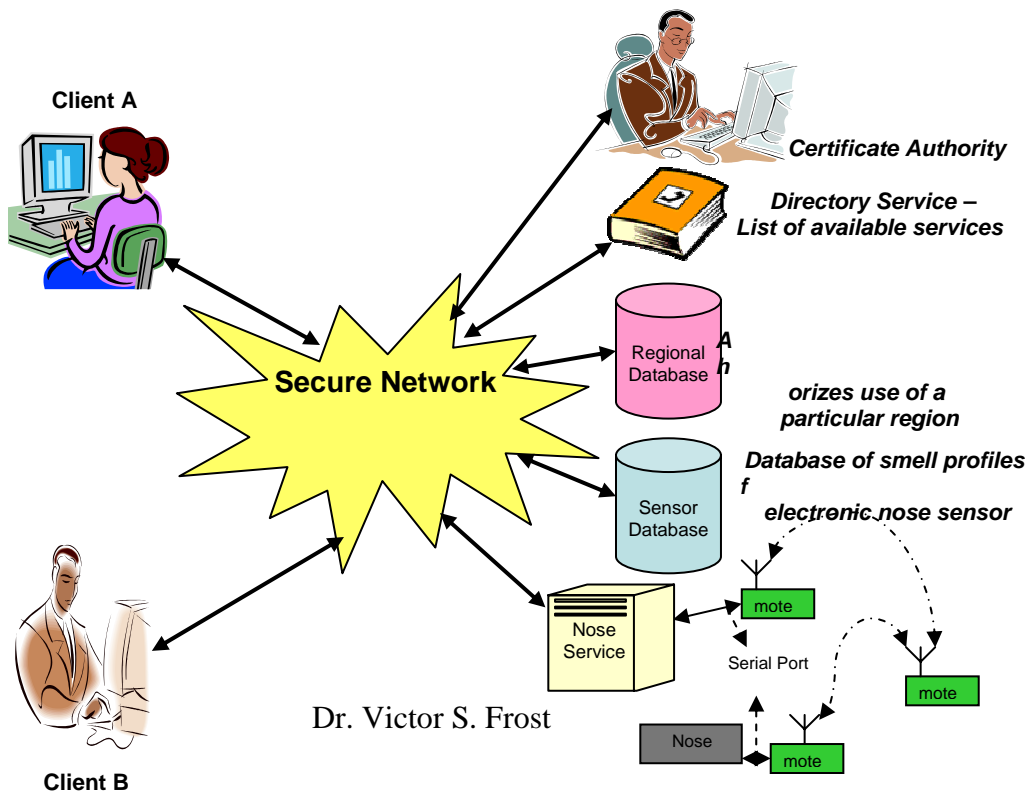 Client A
Certificate Authority
Directory Service –
List of available services
Secure Network
Regional
Database
A
h
orizes use of a
particular region
Database of smell profiles
f
electronic nose sensor
Sensor
Database
mote
Nose
Service
Serial Port
mote
Dr. Victor S. Frost
Nose
mote
Client B